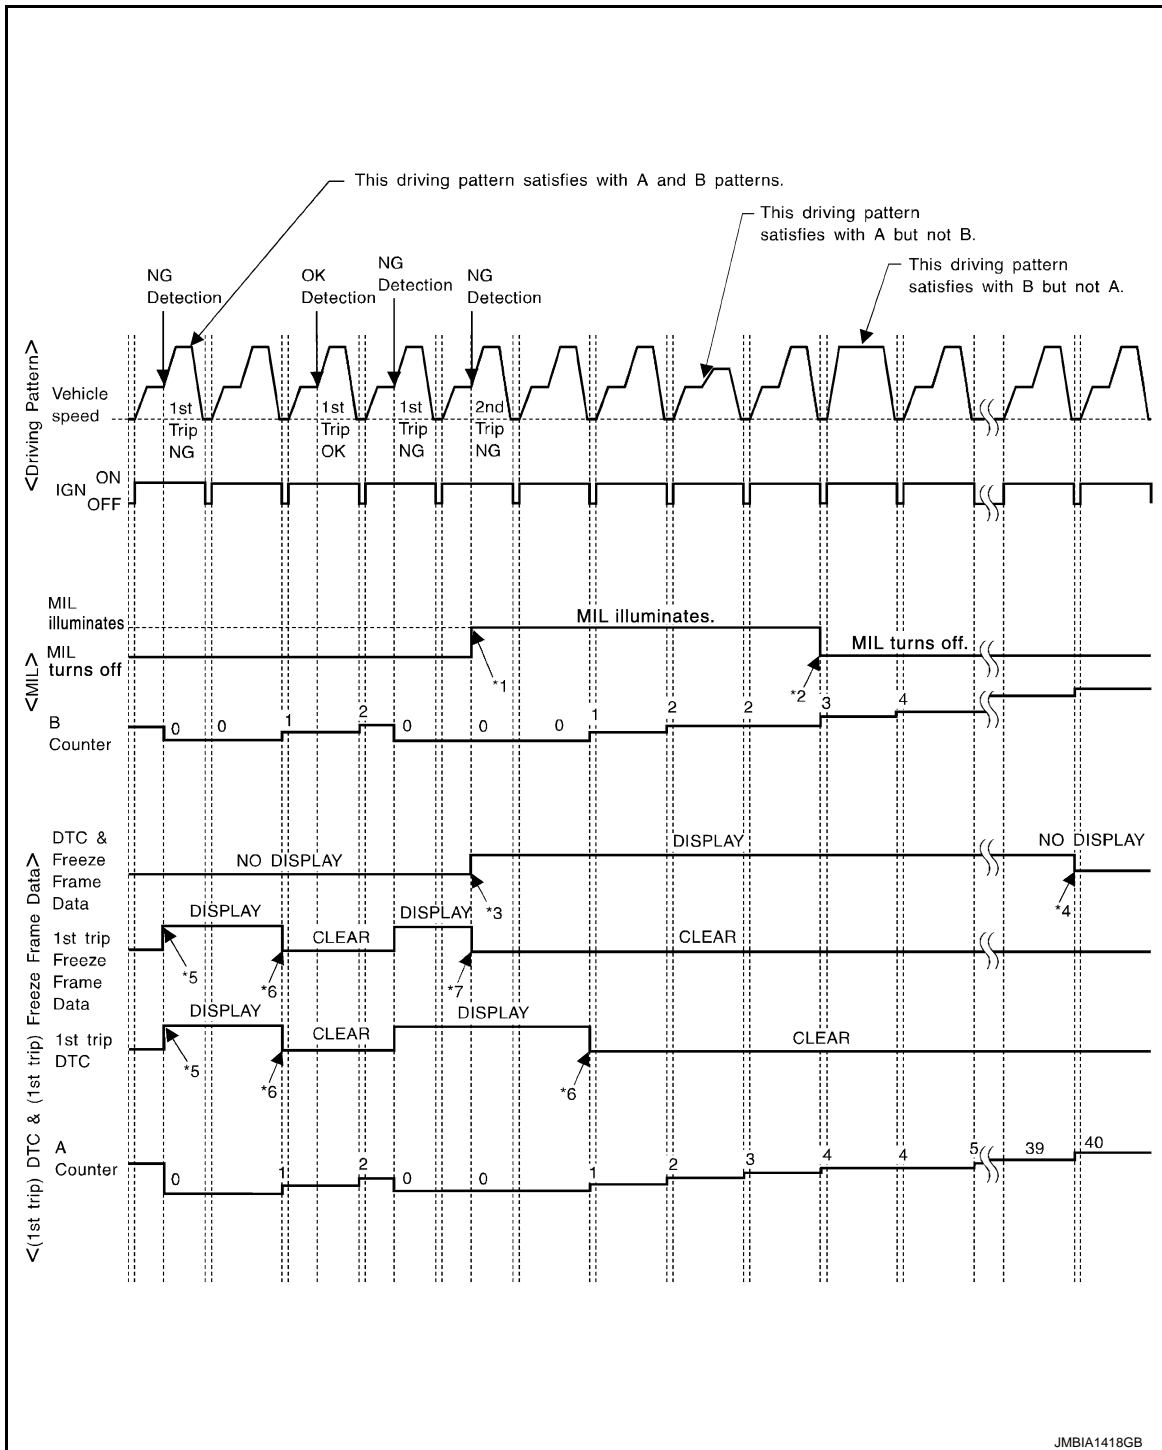 This driving pattern satisfies with A and B patterns.
This driving pattern
satisfies with A but not B.
This driving pattern
satisfies with B but not A.
NG
Detection
OK
Detection
NG
Detection
NG
Detection
<Driving Pattern>
Vehicle
speed
1st
Trip
NG
1st
Trip
OK
1st
Trip
NG
2nd
Trip
NG
IGN
ON
OFF
<MIL>
MIL
illuminates
MIL illuminates.
MIL
turns off
MIL turns off.
*1
*2
B
Counter
0 0 1 2 0 0 0 1 2 2 3 4
<(1st trip) DTC & (1st trip) Freeze Frame Data>
DTC &
Freeze
Frame
Data
NO DISPLAY
DISPLAY
NO DISPLAY
*3
*4
1st trip
Freeze
Frame
Data
DISPLAY
CLEAR
DISPLAY
CLEAR
*5
*6
*7
1st trip
DTC
DISPLAY
CLEAR
DISPLAY
CLEAR
*5
*6
*6
A
Counter
0 1 2 0 0 1 2 3 4 4 5 39 40
JMBIA1418GB